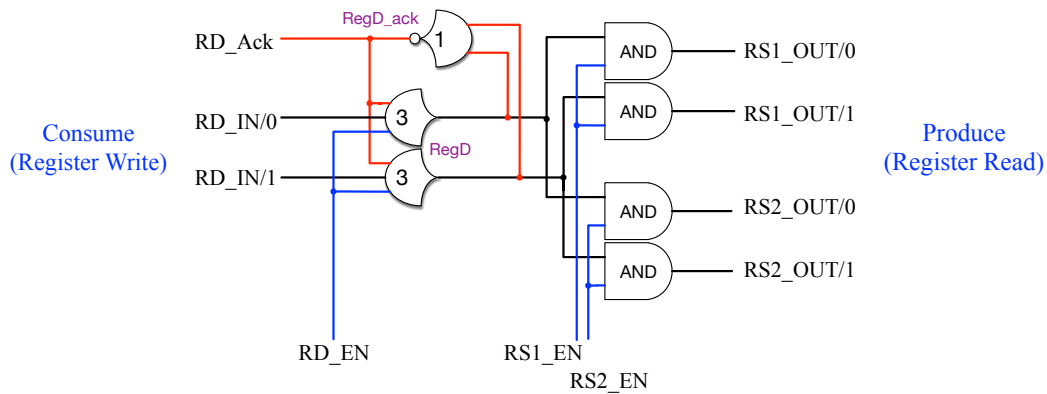 RegD_ack
RD_Ack
1
AND
RS1_OUT/0
RD_IN/0
3
AND
RS1_OUT/1
Consume
(Register Write)
Produce
(Register Read)
RegD
RD_IN/1
3
AND
RS2_OUT/0
AND
RS2_OUT/1
RD_EN
RS1_EN
RS2_EN